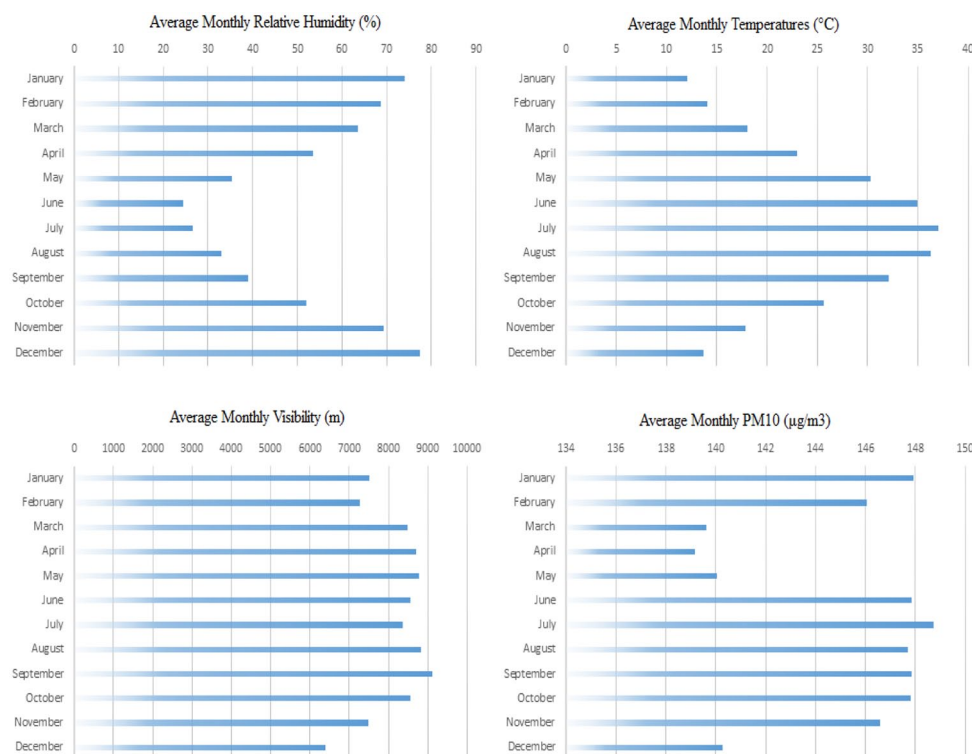 Average Monthly Relative Humidity (%)
0 10 20 30 40 50 60 70 80 90
January
February
March
April
May
June
July
August
September
October
November
December
Average Monthly Temperatures (°C)
0 5 10 15 20 25 30 35 40
January
February
March
April
May
June
July
August
September
October
November
December
Average Monthly Visibility (m)
0 1000 2000 3000 4000 5000 6000 7000 8000 9000 10000
January
February
March
April
May
June
July
August
September
October
November
December
Average Monthly PM10 (µg/m3)
134 136 138 140 142 144 146 148 150
January
February
March
April
May
June
July
August
September
October
November
December